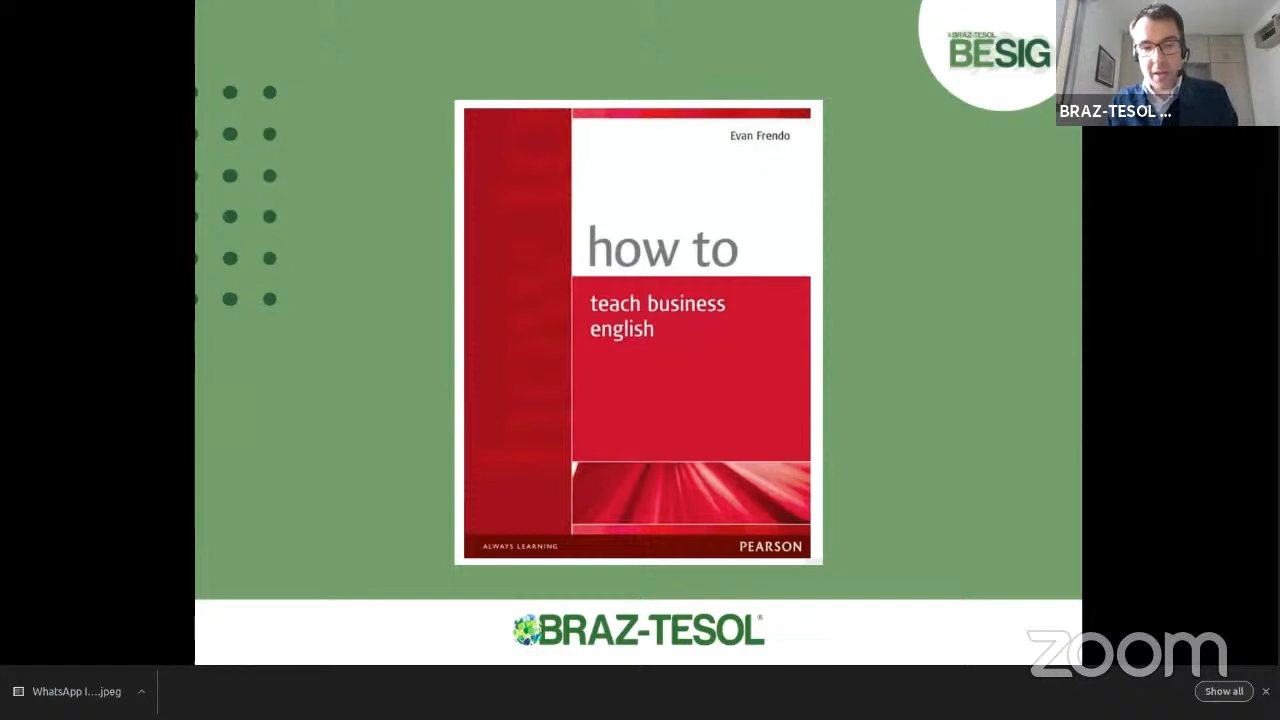 BRAZ-TESOL
BESIG
BRAZ-TESOL ...
Evan Frendo
how to
teach business
english
ALWAYS LEARNING
PEARSON
BRAZ-TESOL®
zoom
WhatsApp I....jpeg
Show all